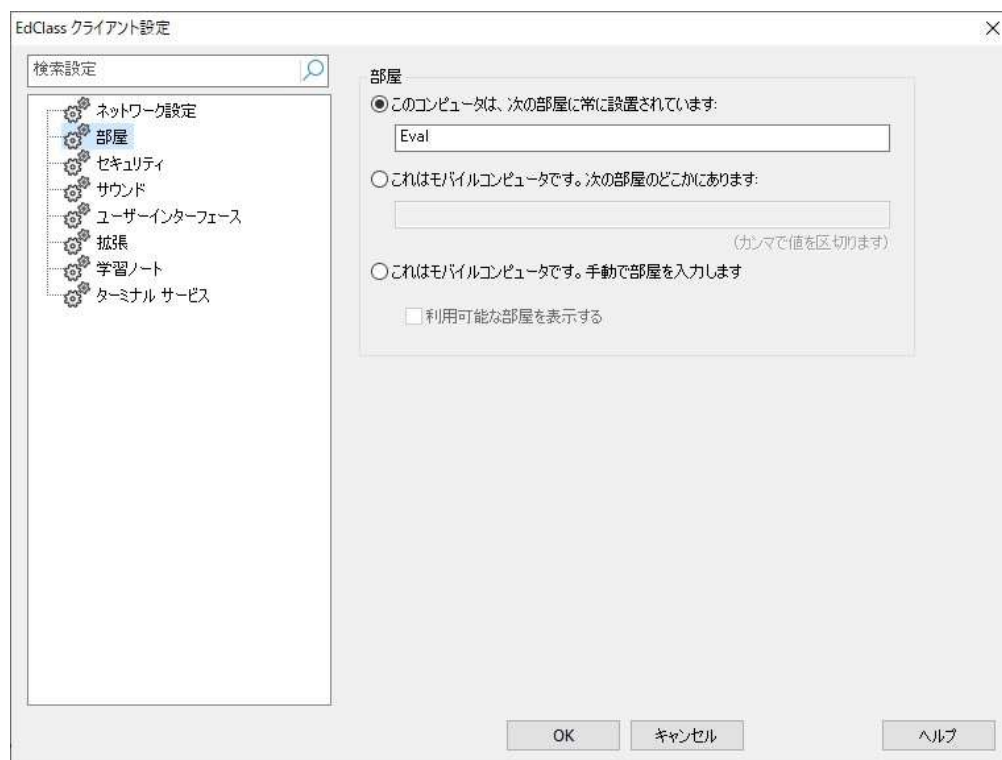 EdClass クライアント設定
検索設定
ネットワーク設定
部屋
セキュリティ
サウンド
ユーザーインターフェース
拡張
学習ノート
ターミナル サービス
部屋
このコンピュータは、次の部屋に常に設置されています:
Eval
これはモバイルコンピュータです。次の部屋のどこかにあります:
(カンマで値を区切ります)
これはモバイルコンピュータです。手動で部屋を入力します
利用可能な部屋を表示する
OK
キャンセル
ヘルプ